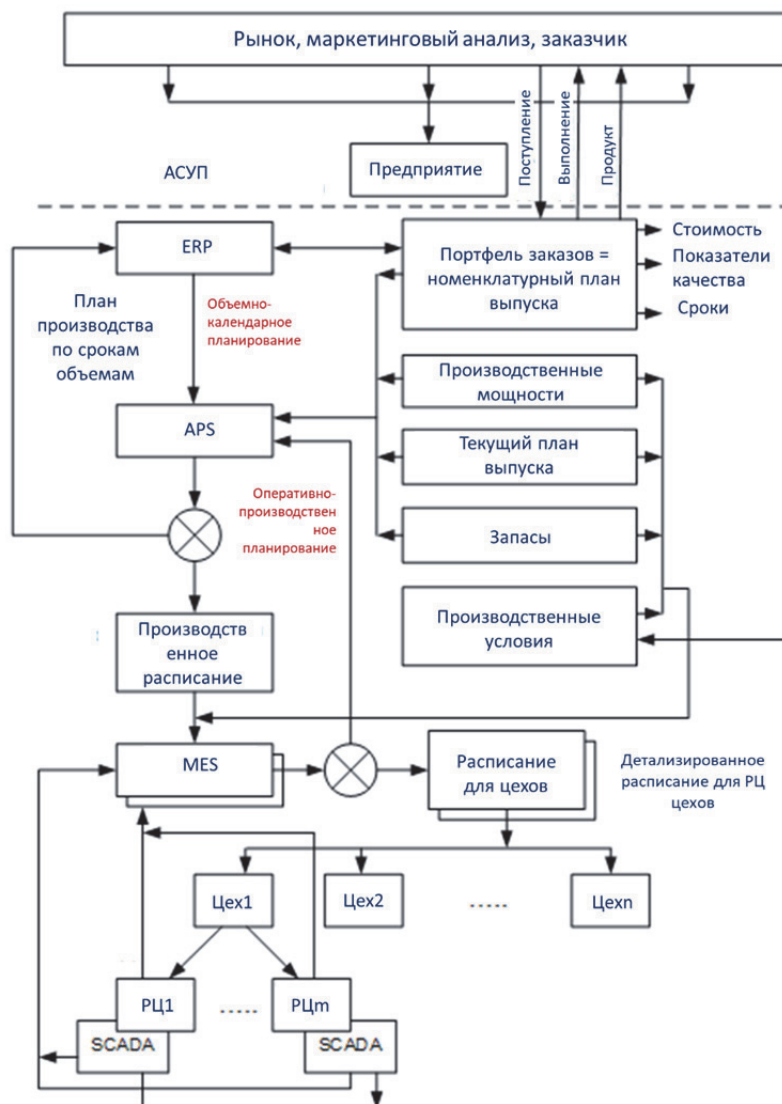 Рынок, маркетинговый анализ, заказчик
Поступление
Выполнение
Продукт
Предприятие
АСУП
ERP
Портфель заказов =
номенклатурный план
выпуска
Стоимость
Показатели
качества
Сроки
План
производства
по срокам
объемам
Объемно-
календарное
планирование
Производственные
мощности
APS
Текущий план
выпуска
Оперативно-
производствен
ное
планирование
Запасы
Производств
енное
расписание
Производственные
условия
MES
Расписание
для цехов
Детализированное
расписание для РЦ
цехов
Цех1
Цех2
.....
Цехn
РЦ1
.....
РЦm
SCADA
SCADA